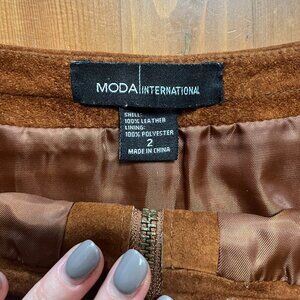 MODA INTERNATIONAL
SHELL:
100% LEATHER
LINING:
100% POLYESTER
2
MADE IN CHINA